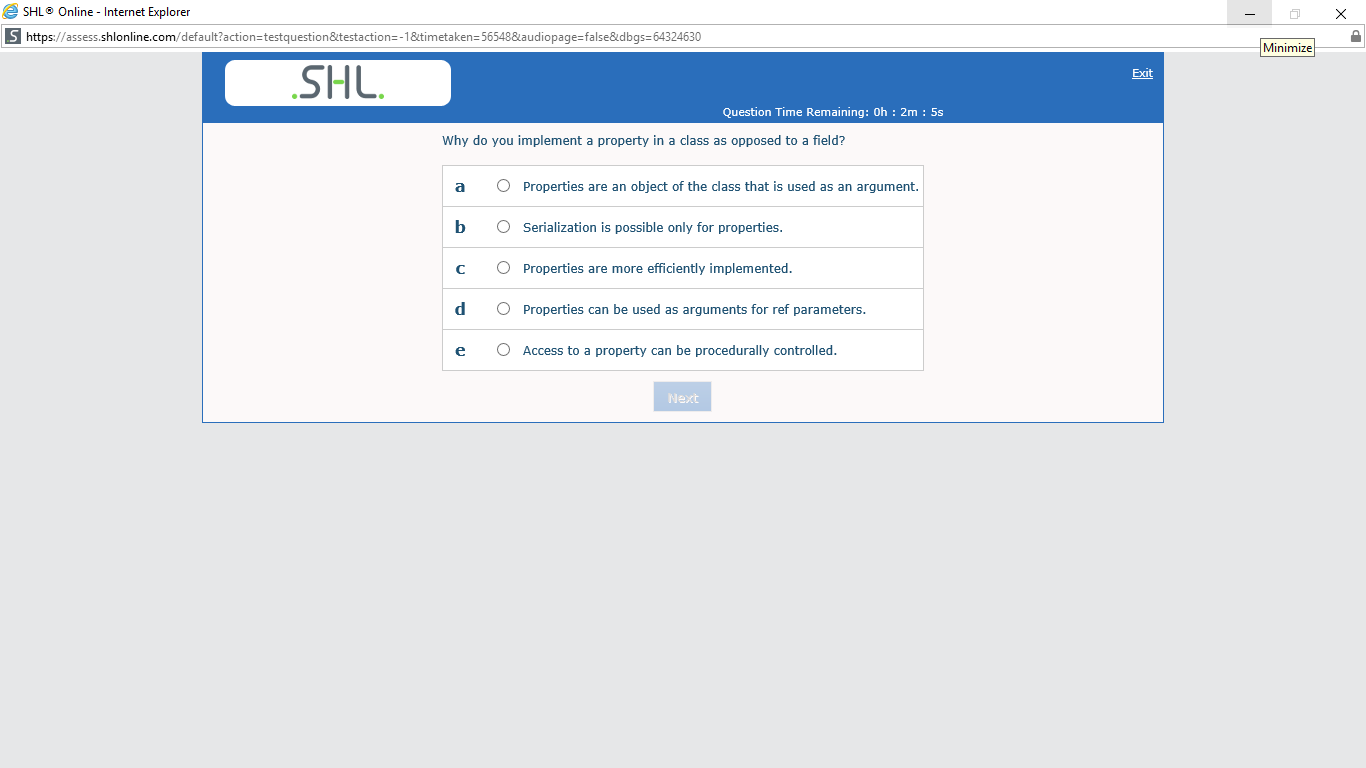 SHL® Online - Internet Explorer
https://assess.shlonline.com/default?action=testquestion&testaction=-1&timetaken=56548&audiopage=false&dbgs=64324630
Minimize
.SHL.
Exit
Question Time Remaining: 0h : 2m : 5s
Why do you implement a property in a class as opposed to a field?
a Properties are an object of the class that is used as an argument.
b Serialization is possible only for properties.
c Properties are more efficiently implemented.
d Properties can be used as arguments for ref parameters.
e Access to a property can be procedurally controlled.
Next